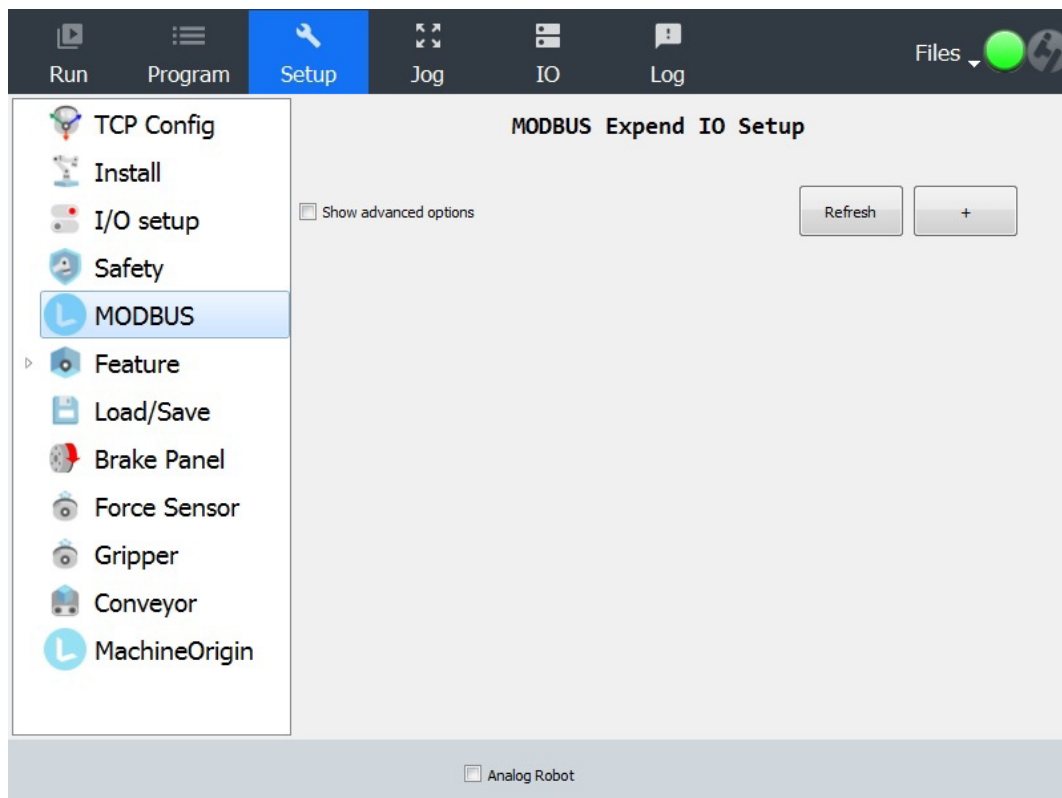 Run Program Setup Jog IO Log Files
TCP Config
Install
I/O setup
Safety
MODBUS
Feature
Load/Save
Brake Panel
Force Sensor
Gripper
Conveyor
MachineOrigin
MODBUS Expend IO Setup
Show advanced options Refresh +
Analog Robot